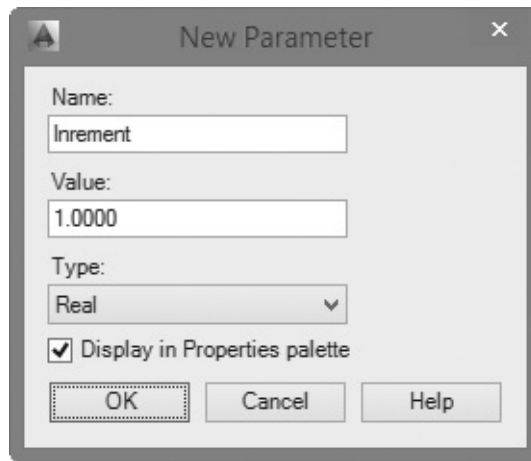 New Parameter
Name:
Inrement
Value:
1.0000
Type:
Real
Display in Properties palette
OK Cancel Help